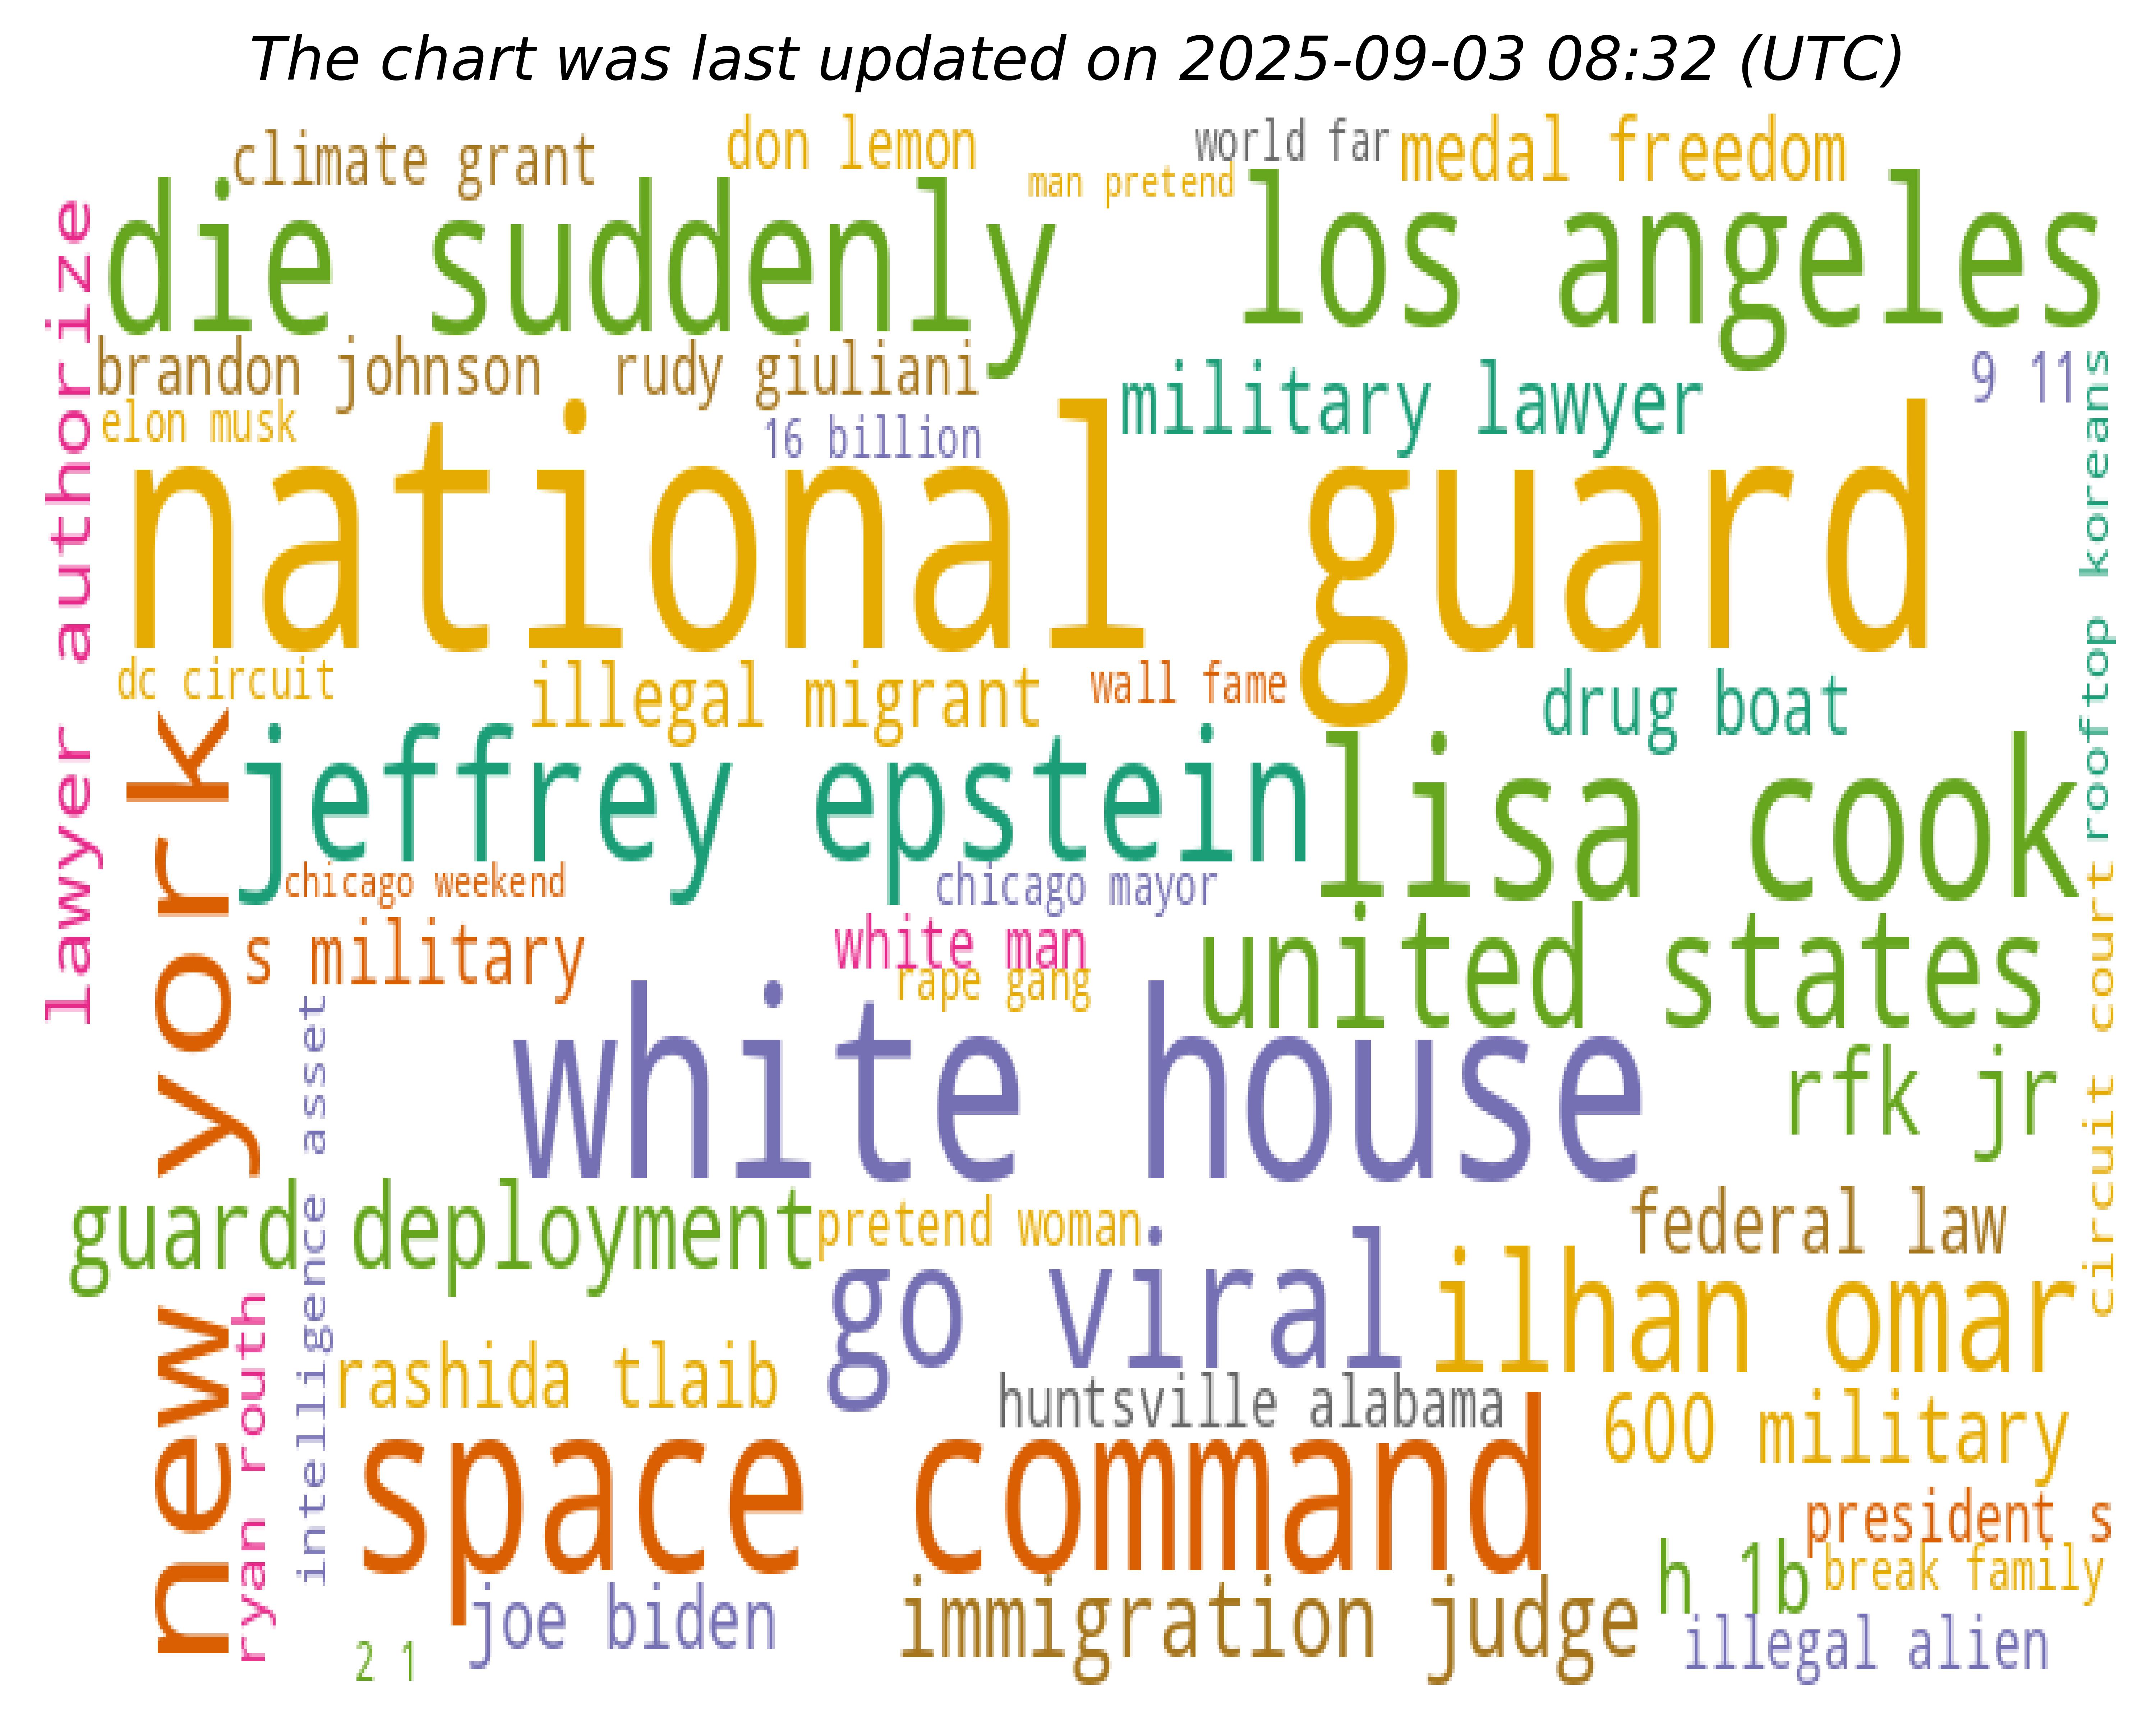 The chart was last updated on 2025-09-03 08:32 (UTC)
climate grant
don lemon
world far
medal freedom
man pretend
die suddenly
los angeles
lawyer authorize
brandon johnson
rudy giuliani
military lawyer
9 11
rooftop koreans
elon musk
16 billion
national guard
dc circuit
illegal migrant
wall fame
drug boat
new york
jeffrey epstein
lisa cook
chicago weekend
chicago mayor
circuit court
s military
white man
rape gang
united states
intelligence asset
white house
rfk jr
guard deployment
pretend woman
federal law
go viral
ilhan omar
ryan routh
rashida tlaib
huntsville alabama
600 military
space command
president s
h 1b
break family
joe biden
immigration judge
illegal alien
2 1